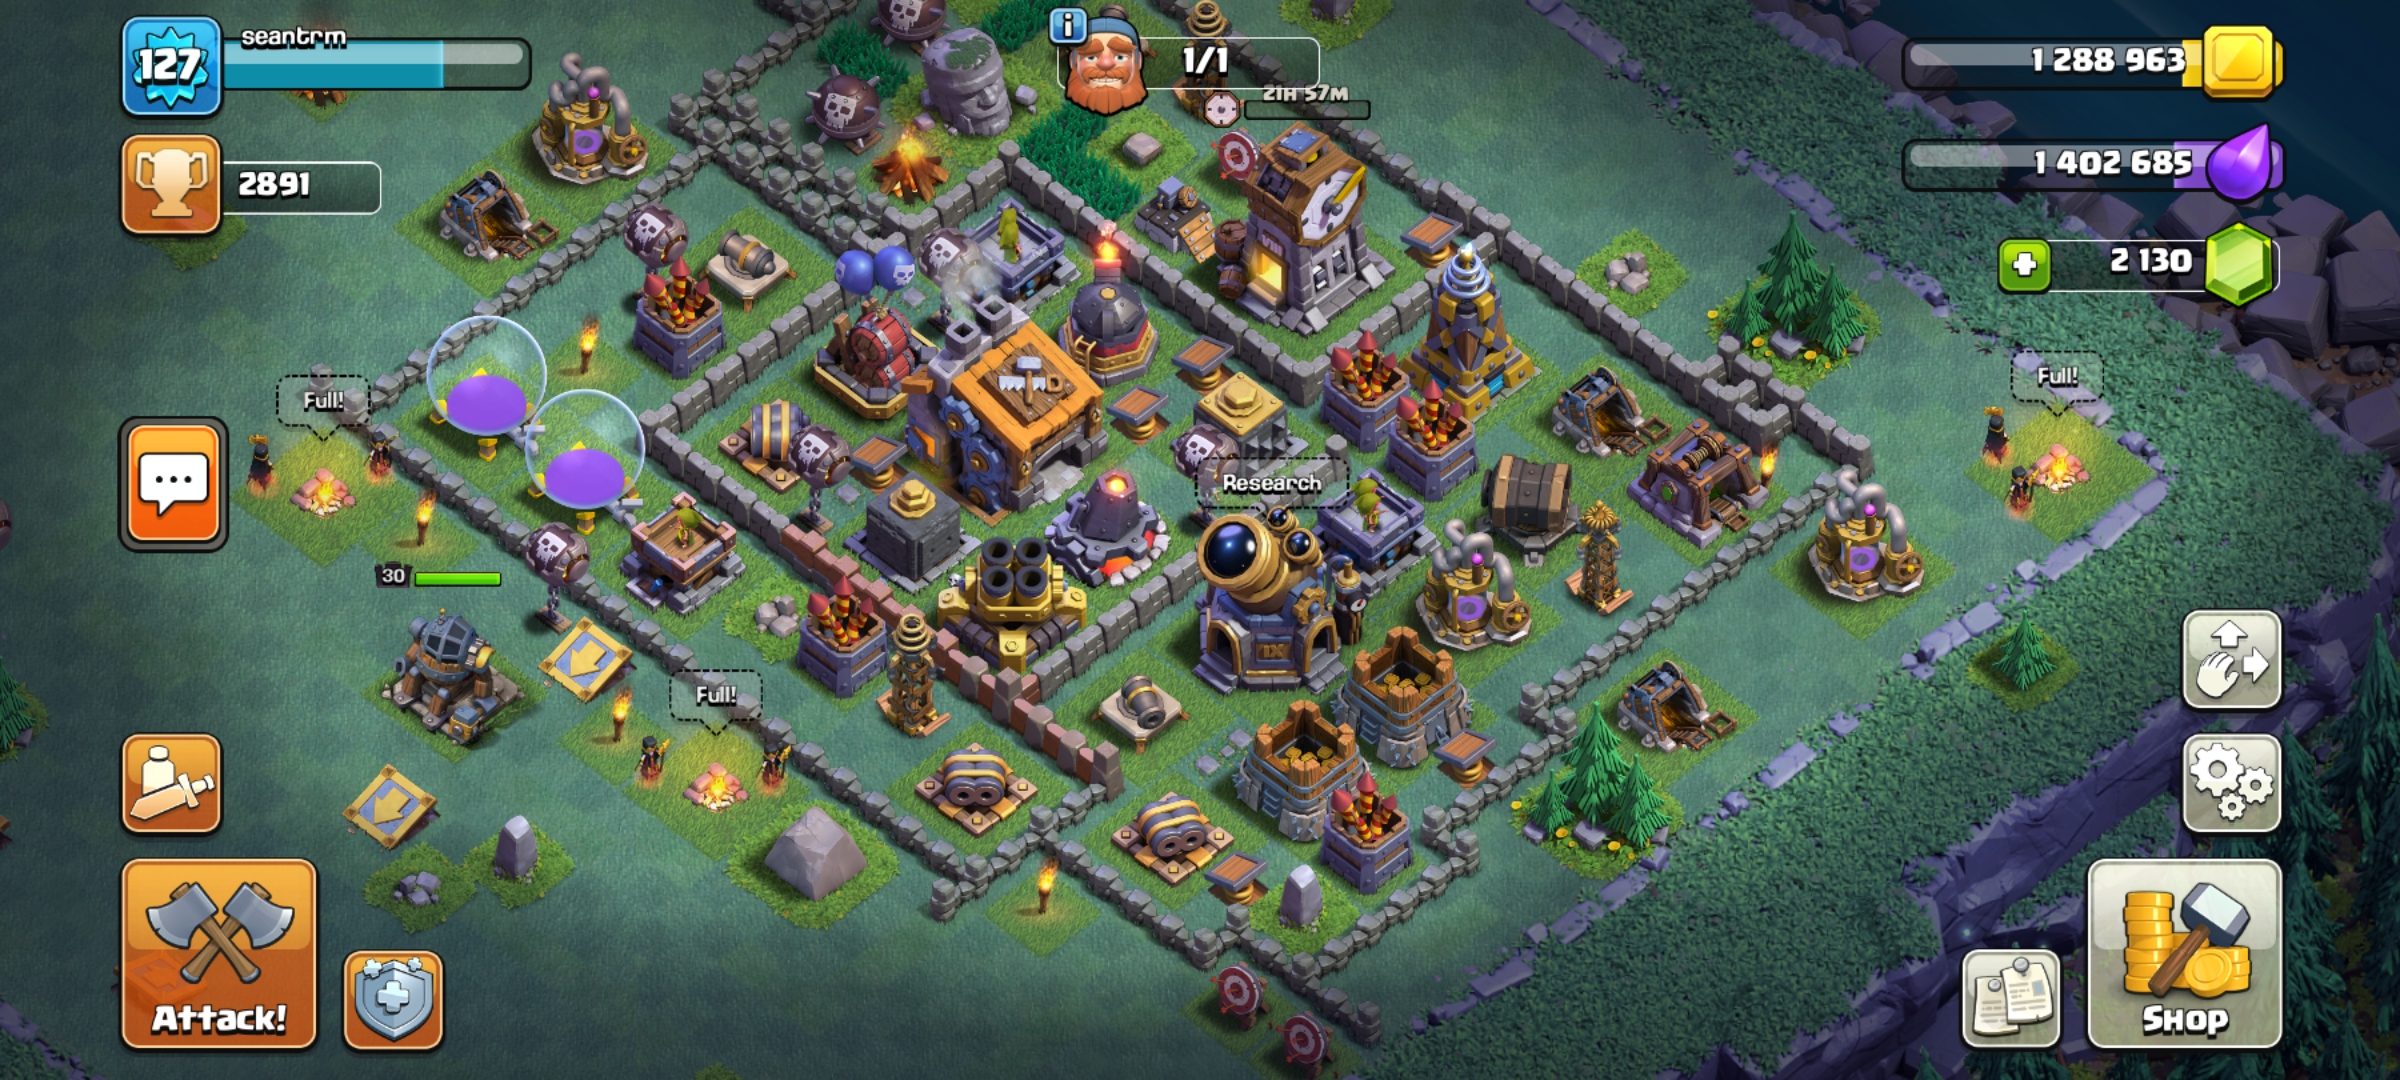 127
seantrm
1/1
21H 57M
1 288 963
2891
1 402 685
2 130
Full!
Full!
Research
30
Full!
IX
Attack!
Shop